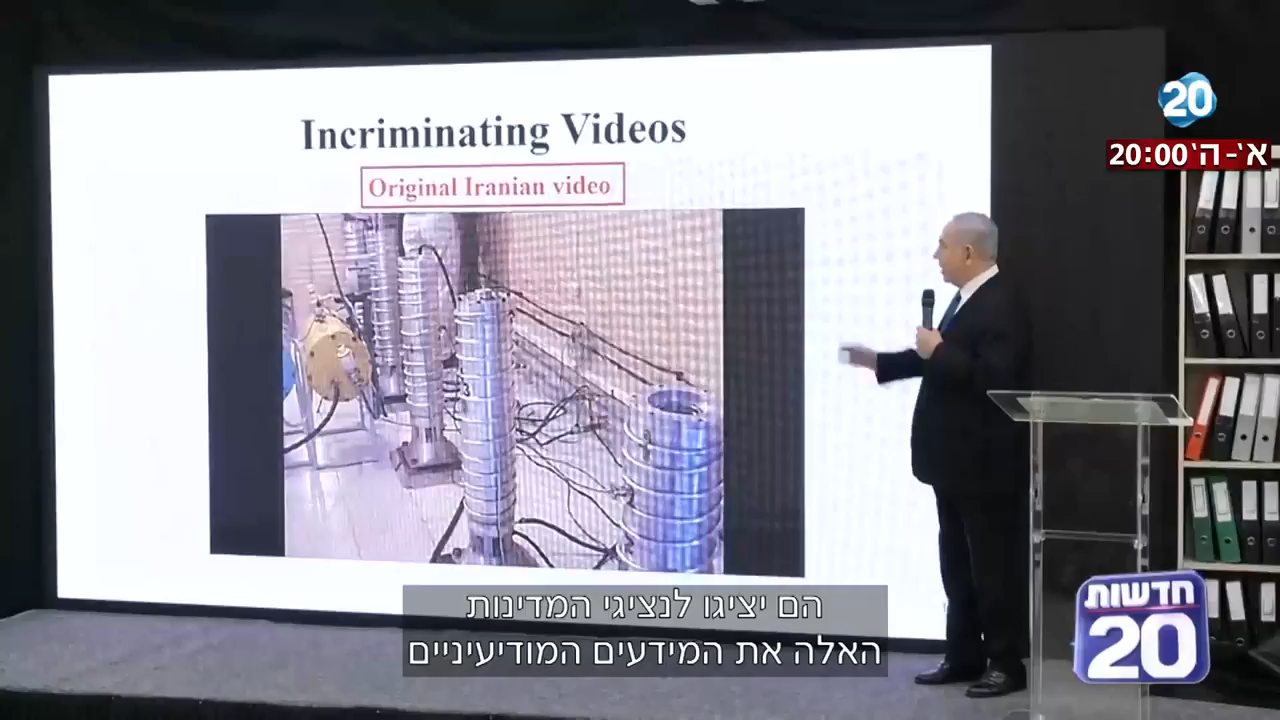 Incriminating Videos
Original Iranian video
20
א'-ה' 20:00
הם יציגו לנציגי המדינות
האלה את המידעים המודיעיניים
חדשות
20